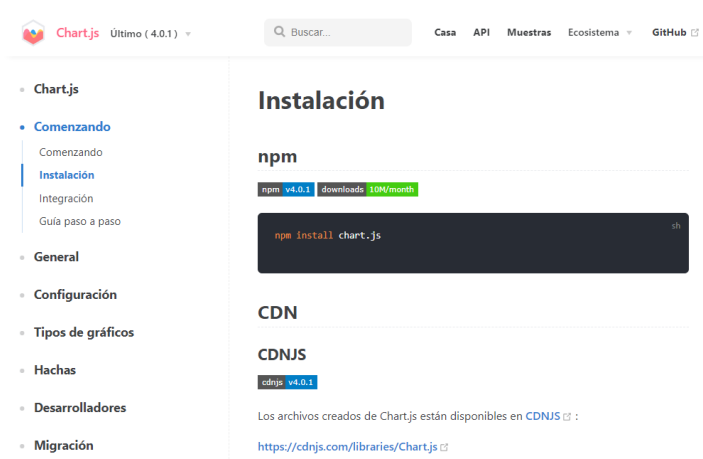 Chart.js Último ( 4.0.1 ) Buscar... Casa API Muestras Ecosistema GitHub
Chart.js
Comenzando
Comenzando
Instalación
Integración
Guía paso a paso
General
Configuración
Tipos de gráficos
Hachas
Desarrolladores
Migración
Instalación
npm
npm v4.0.1 downloads 10M/month
sh
npm install chart.js
CDN
CDNJS
cdnjs v4.0.1
Los archivos creados de Chart.js están disponibles en CDNJS :
https://cdnjs.com/libraries/Chart.js